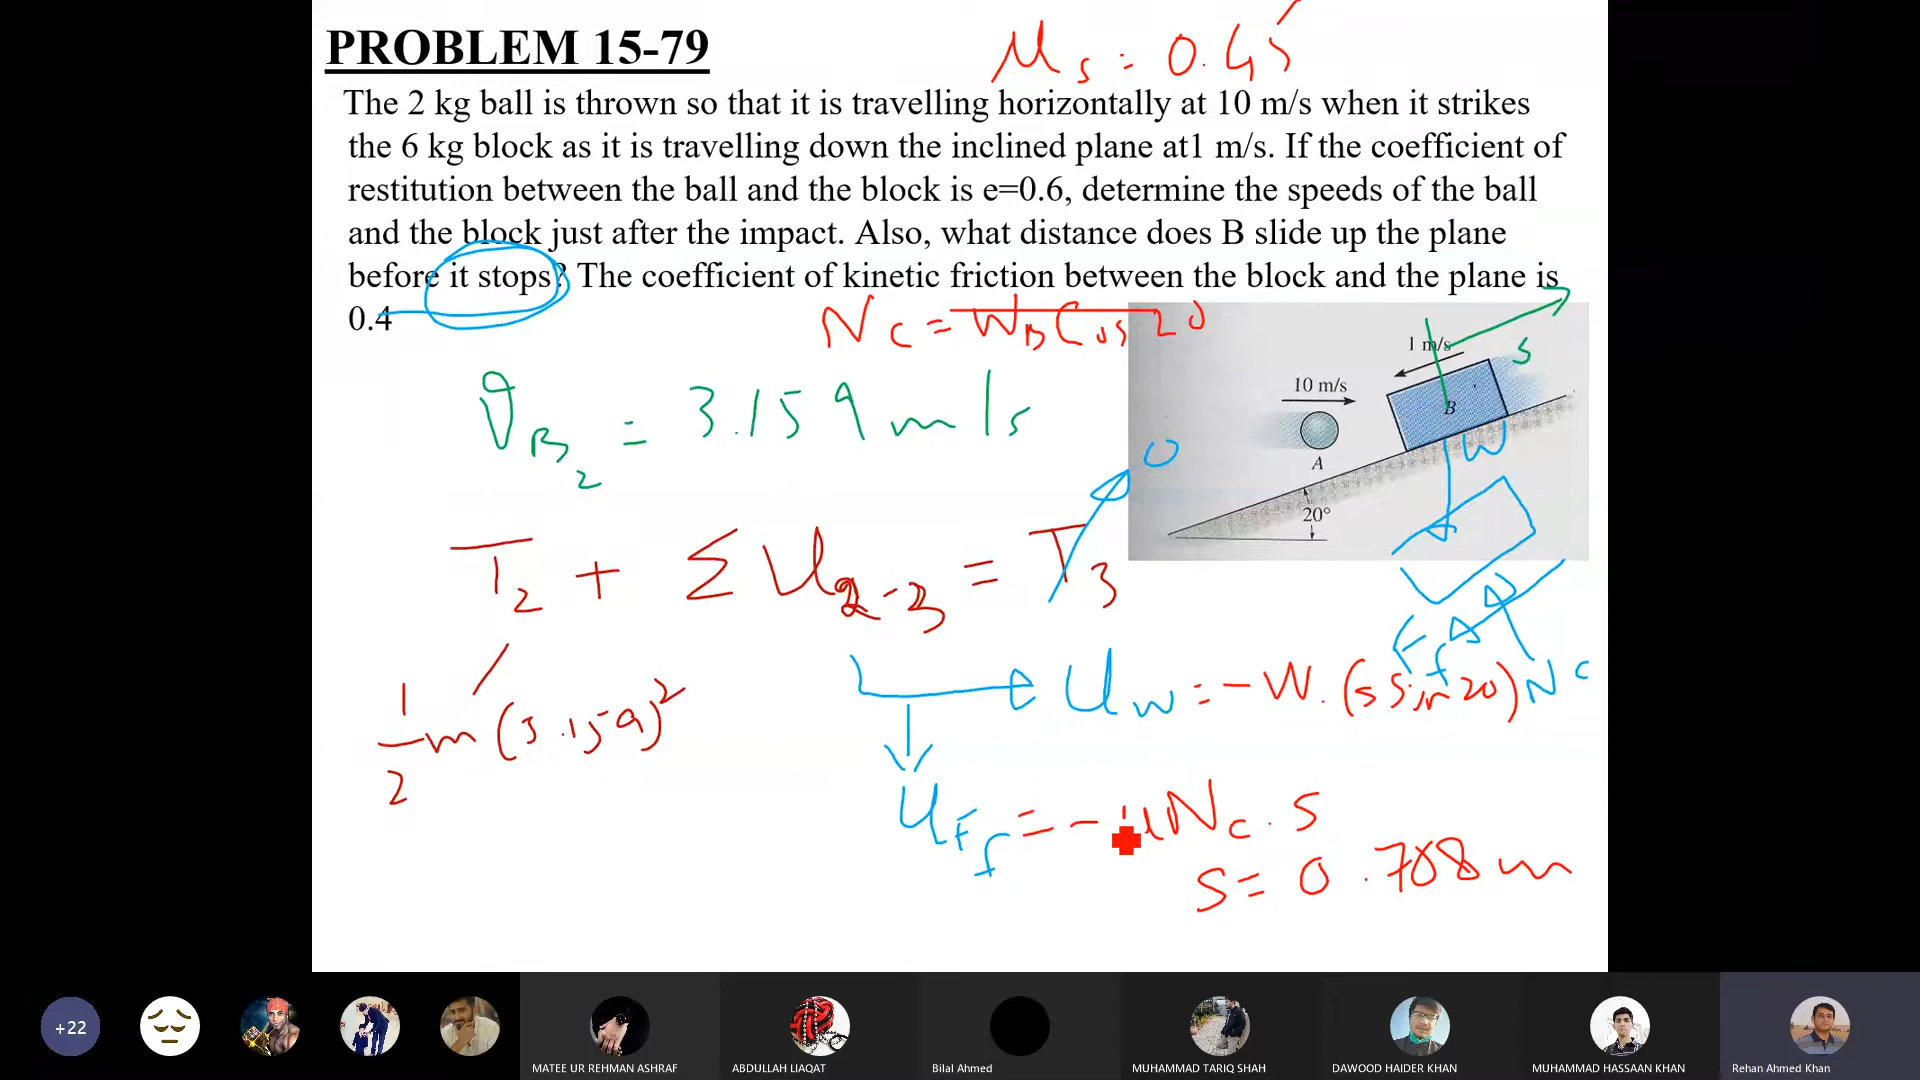 PROBLEM 15-79
μs = 0.45
The 2 kg ball is thrown so that it is travelling horizontally at 10 m/s when it strikes
the 6 kg block as it is travelling down the inclined plane at1 m/s. If the coefficient of
restitution between the ball and the block is e=0.6, determine the speeds of the ball
and the block just after the impact. Also, what distance does B slide up the plane
before it stops? The coefficient of kinetic friction between the block and the plane is
0.4
Nc = WB Cos 20
1 m/s
S
10 m/s
B
A
20°
W
Ff
Nc
vB2 = 3.159 m/s
T2 + Σ U2-3 = T3
0
1/2 m (3.159)2
Uw = -W. (s Sin 20)
UFf = -μNc . s
s = 0.708 m
+22
MATEE UR REHMAN ASHRAF
ABDULLAH LIAQAT
Bilal Ahmed
MUHAMMAD TARIQ SHAH
DAWOOD HAIDER KHAN
MUHAMMAD HASSAAN KHAN
Rehan Ahmed Khan